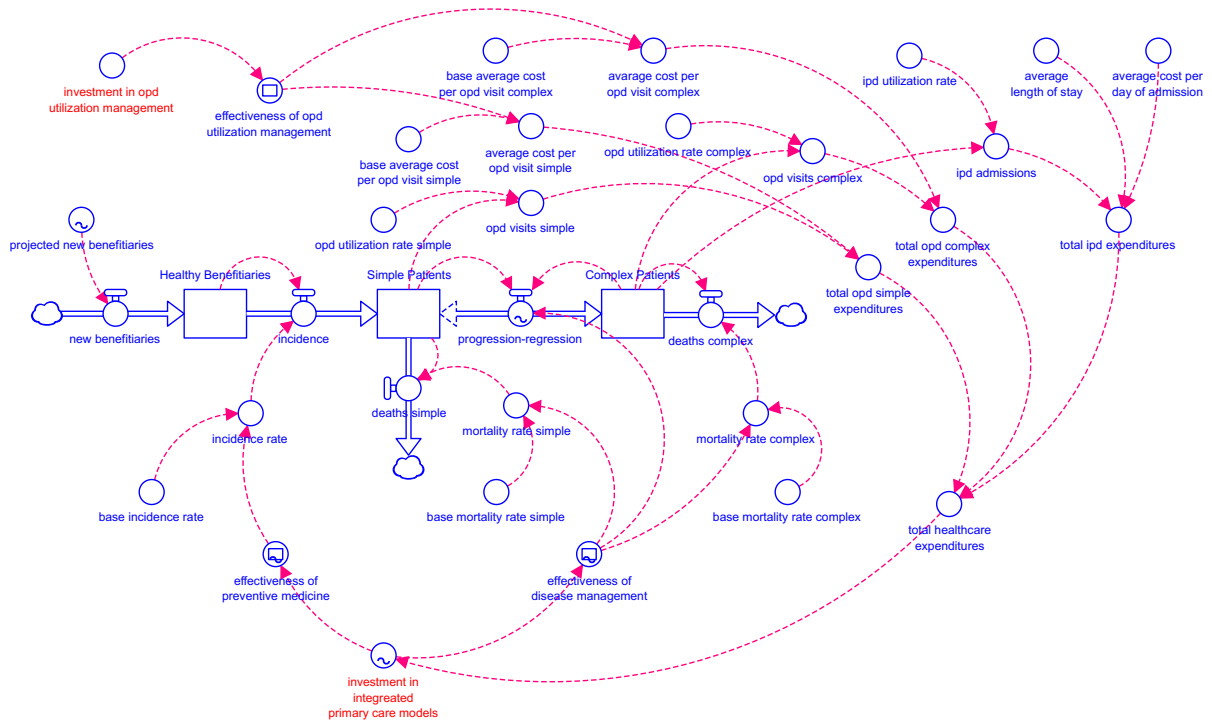 base average cost
per opd visit complex
avarage cost per
opd visit complex
ipd utilization rate
average
length of stay
average cost per
day of admission
investment in opd
utilization management
effectiveness of opd
utilization management
base average cost
per opd visit simple
average cost per
opd visit simple
opd utilization rate complex
opd visits complex
ipd admissions
projected new benefitiaries
opd utilization rate simple
opd visits simple
total opd complex
expenditures
total ipd expenditures
Healthy Benefitiaries
Simple Patients
Complex Patients
total opd simple
expenditures
new benefitiaries
incidence
progression-regression
deaths complex
deaths simple
incidence rate
mortality rate simple
mortality rate complex
base incidence rate
base mortality rate simple
base mortality rate complex
total healthcare
expenditures
effectiveness of
preventive medicine
effectiveness of
disease management
investment in
integreated
primary care models